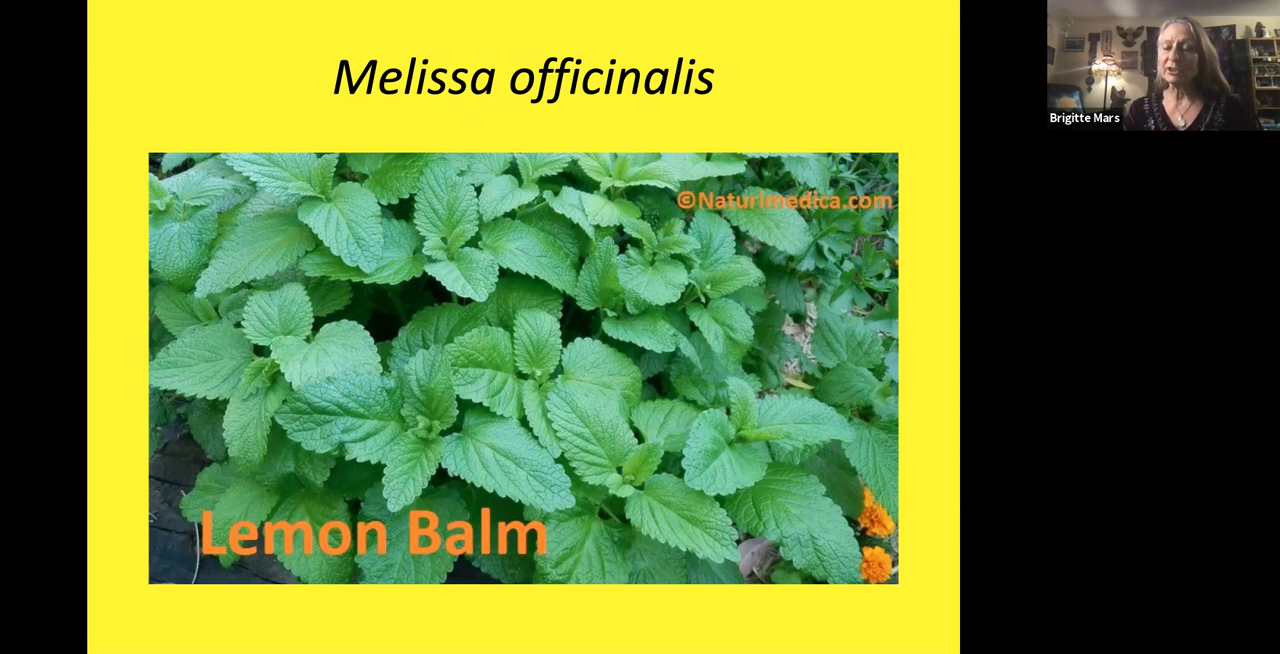 Melissa officinalis
©Naturimedica.com
Lemon Balm
Brigitte Mars